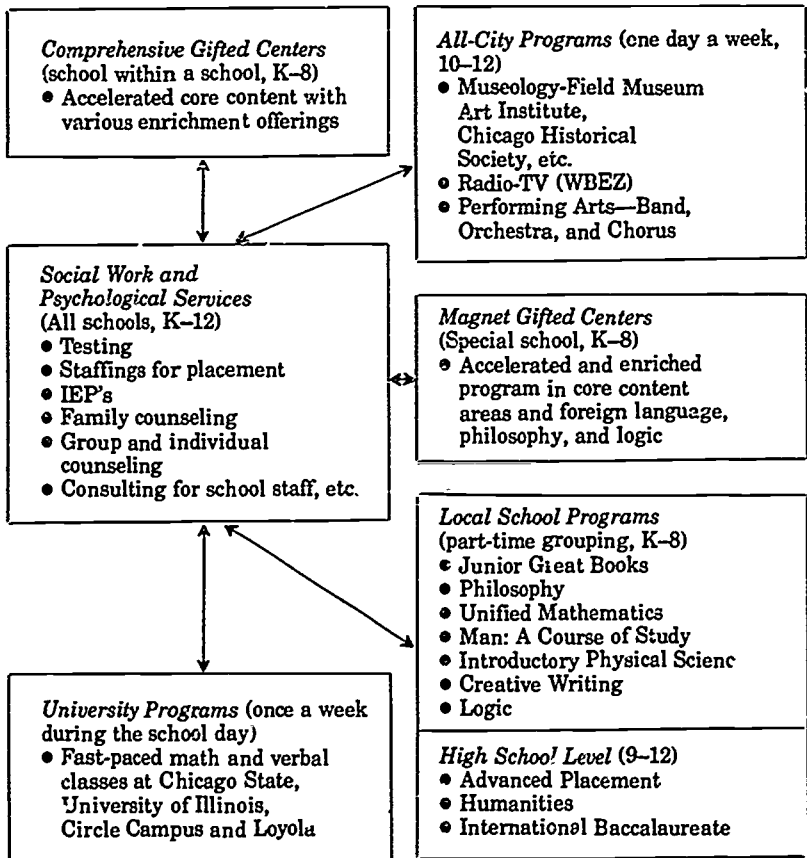 Comprehensive Gifted Centers
(school within a school, K–8)
• Accelerated core content with
various enrichment offerings
All-City Programs (one day a week,
10–12)
• Museology-Field Museum
Art Institute,
Chicago Historical
Society, etc.
• Radio-TV (WBEZ)
• Performing Arts—Band,
Orchestra, and Chorus
Social Work and
Psychological Services
(All schools, K–12)
• Testing
• Staffings for placement
• IEP's
• Family counseling
• Group and individual
counseling
• Consulting for school staff, etc.
Magnet Gifted Centers
(Special school, K–8)
• Accelerated and enriched
program in core content
areas and foreign language,
philosophy, and logic
Local School Programs
(part-time grouping, K–8)
• Junior Great Books
• Philosophy
• Unified Mathematics
• Man: A Course of Study
• Introductory Physical Scienc
• Creative Writing
• Logic
University Programs (once a week
during the school day)
• Fast-paced math and verbal
classes at Chicago State,
University of Illinois,
Circle Campus and Loyola
High School Level (9–12)
• Advanced Placement
• Humanities
• International Baccalaureate